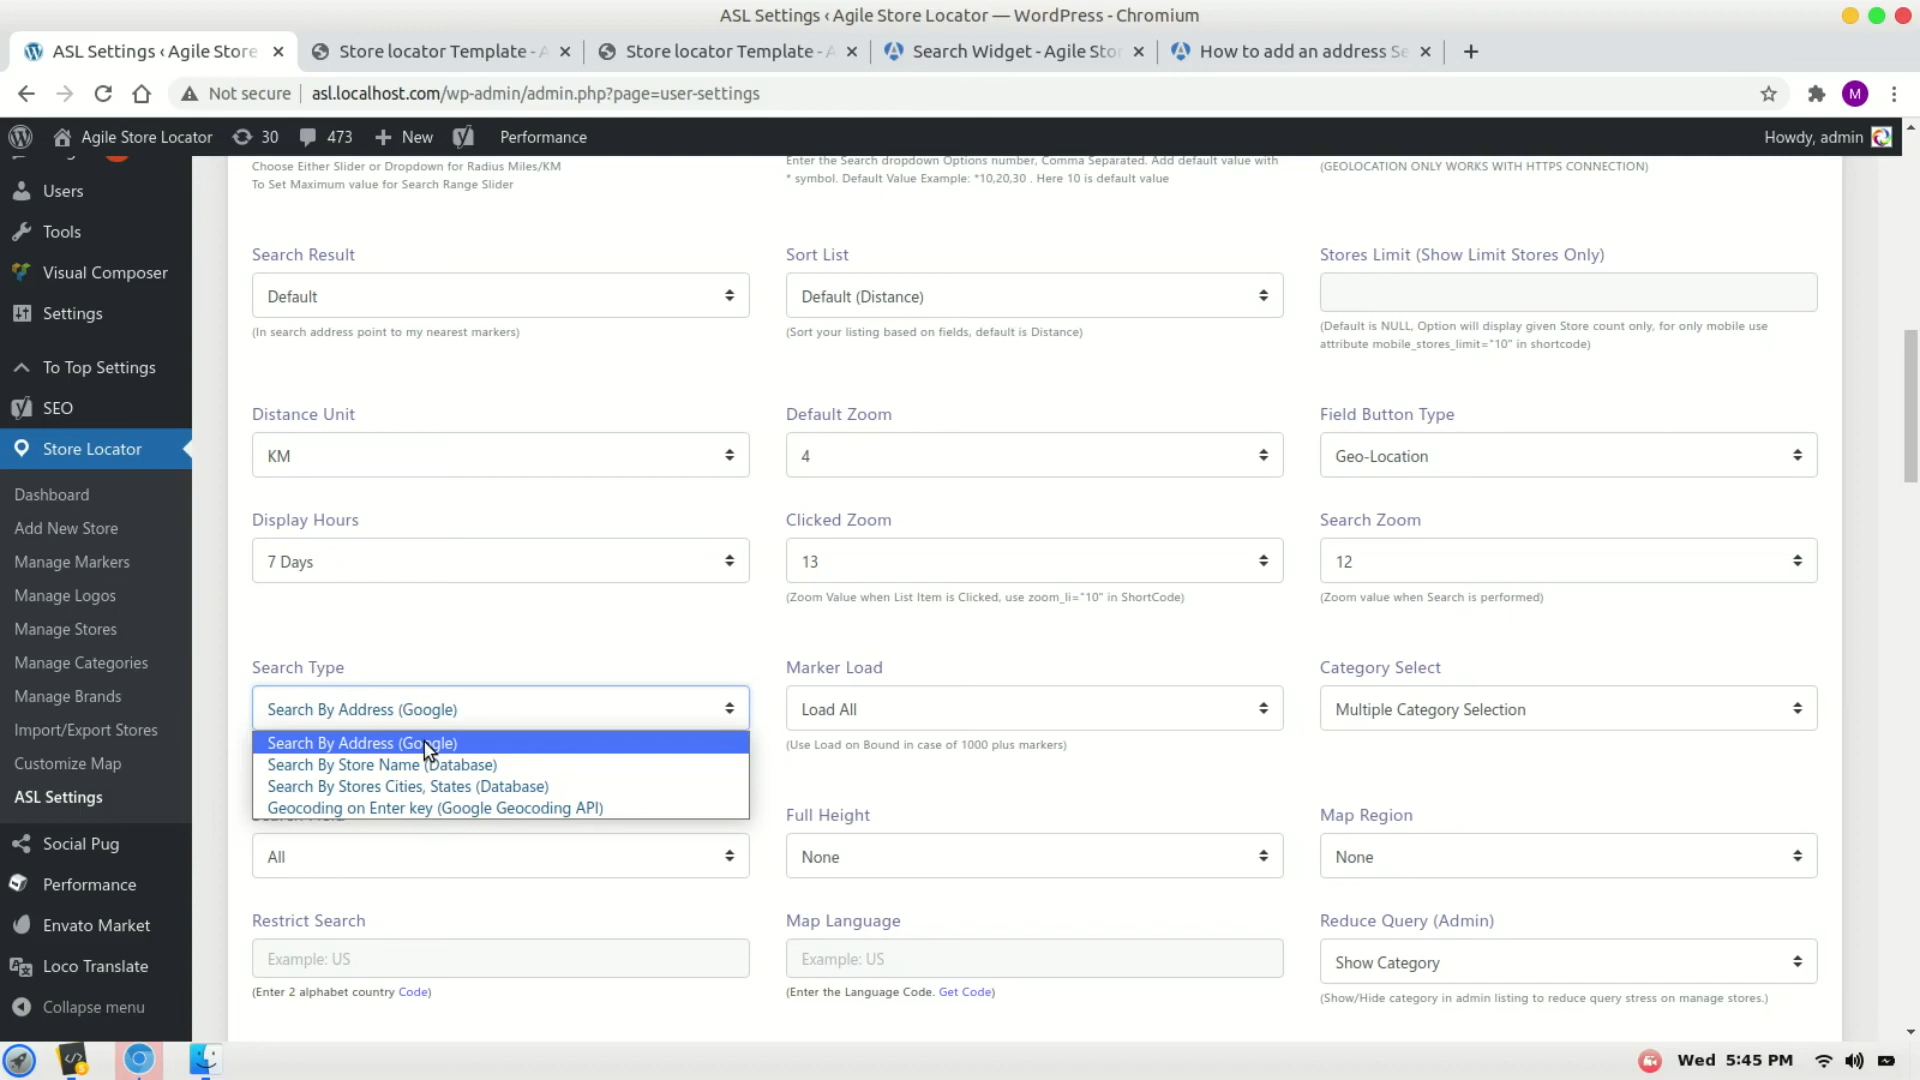 ASL Settings ‹ Agile Store Locator — WordPress - Chromium
ASL Settings ‹ Agile Store
Store locator Template - A
Store locator Template - A
Search Widget - Agile Sto
How to add an address Se
Not secure
asl.localhost.com/wp-admin/admin.php?page=user-settings
M
Agile Store Locator
30
473
New
Performance
Howdy, admin
Users
Tools
Visual Composer
Settings
To Top Settings
SEO
Store Locator
Dashboard
Add New Store
Manage Markers
Manage Logos
Manage Stores
Manage Categories
Manage Brands
Import/Export Stores
Customize Map
ASL Settings
Social Pug
Performance
Envato Market
Loco Translate
Collapse menu
Choose Either Slider or Dropdown for Radius Miles/KM
To Set Maximum value for Search Range Slider
Enter the Search dropdown Options number, Comma Separated. Add default value with
* symbol. Default Value Example: *10,20,30 . Here 10 is default value
(GEOLOCATION ONLY WORKS WITH HTTPS CONNECTION)
Search Result
Default
(In search address point to my nearest markers)
Sort List
Default (Distance)
(Sort your listing based on fields, default is Distance)
Stores Limit (Show Limit Stores Only)
(Default is NULL, Option will display given Store count only, for only mobile use
attribute mobile_stores_limit="10" in shortcode)
Distance Unit
KM
Default Zoom
4
Field Button Type
Geo-Location
Display Hours
7 Days
Clicked Zoom
13
(Zoom Value when List Item is Clicked, use zoom_li="10" in ShortCode)
Search Zoom
12
(Zoom value when Search is performed)
Search Type
Search By Address (Google)
Search By Address (Google)
Search By Store Name (Database)
Search By Stores Cities, States (Database)
Geocoding on Enter key (Google Geocoding API)
Marker Load
Load All
(Use Load on Bound in case of 1000 plus markers)
Category Select
Multiple Category Selection
All
Full Height
None
Map Region
None
Restrict Search
Example: US
(Enter 2 alphabet country Code)
Map Language
Example: US
(Enter the Language Code. Get Code)
Reduce Query (Admin)
Show Category
(Show/Hide category in admin listing to reduce query stress on manage stores.)
Wed 5:45 PM